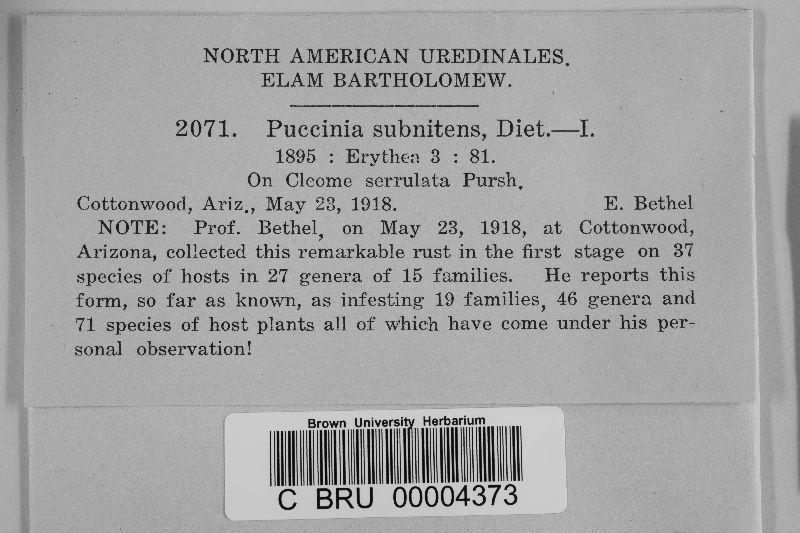 NORTH AMERICAN UREDINALES.
ELAM BARTHOLOMEW.
2071. Puccinia subnitens, Diet.—I.
1895 : Erythea 3 : 81.
On Cleome serrulata Pursh.
Cottonwood, Ariz., May 23, 1918. E. Bethel
NOTE: Prof. Bethel, on May 23, 1918, at Cottonwood,
Arizona, collected this remarkable rust in the first stage on 37
species of hosts in 27 genera of 15 families. He reports this
form, so far as known, as infesting 19 families, 46 genera and
71 species of host plants all of which have come under his per-
sonal observation!
Brown University Herbarium
C BRU 00004373